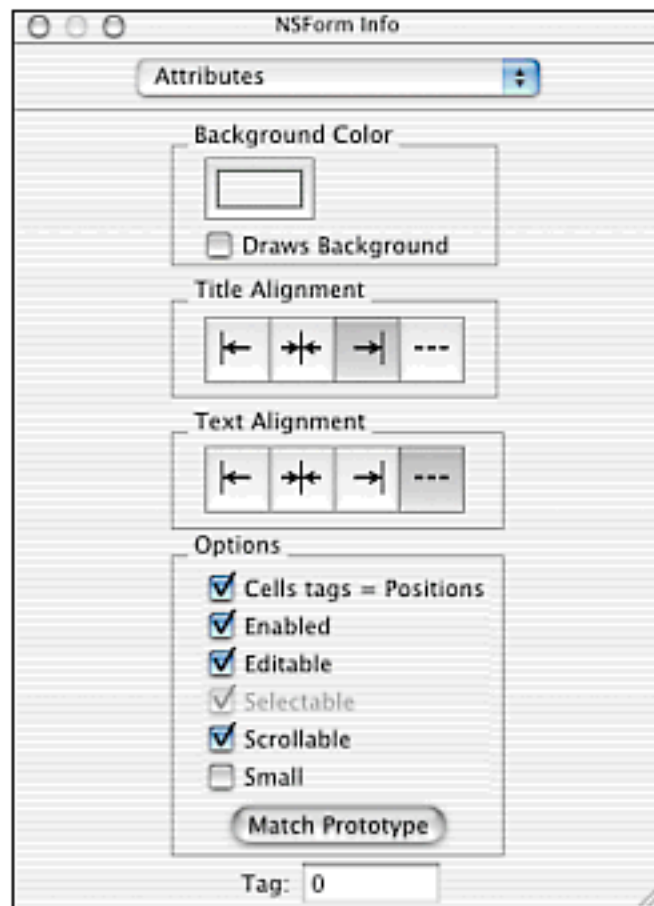 NSForm Info
Attributes
Background Color
Draws Background
Title Alignment
---
Text Alignment
---
Options
Cells tags = Positions
Enabled
Editable
Selectable
Scrollable
Small
Match Prototype
Tag: 0